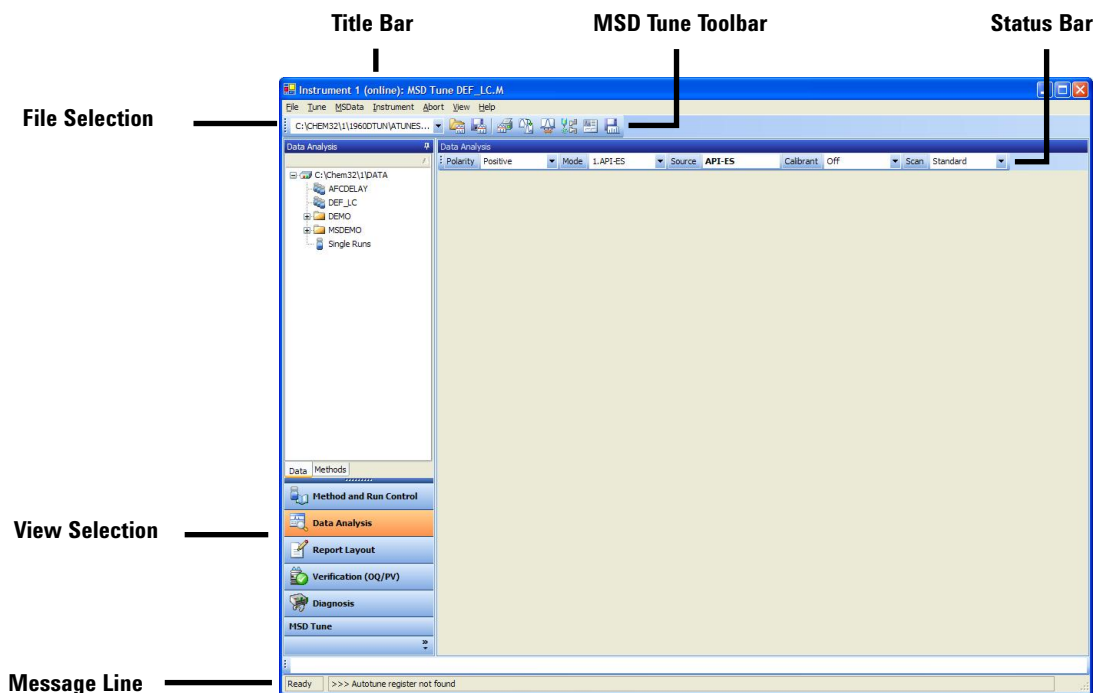 Title Bar
MSD Tune Toolbar
Status Bar
Instrument 1 (online): MSD Tune DEF_LC.M
File Tune MSData Instrument Abort View Help
File Selection
C:\CHEM32\1\1960DTUN\ATUNES...
Data Analysis
Data Analysis
Polarity Positive Mode 1.API-ES Source API-ES Calibrant Off Scan Standard
C:\Chem32\1\DATA
AFCDELAY
DEF_LC
DEMO
MSDEMO
Single Runs
Data Methods
Method and Run Control
View Selection
Data Analysis
Report Layout
Verification (OQ/PV)
Diagnosis
MSD Tune
Message Line
Ready >>> Autotune register not found